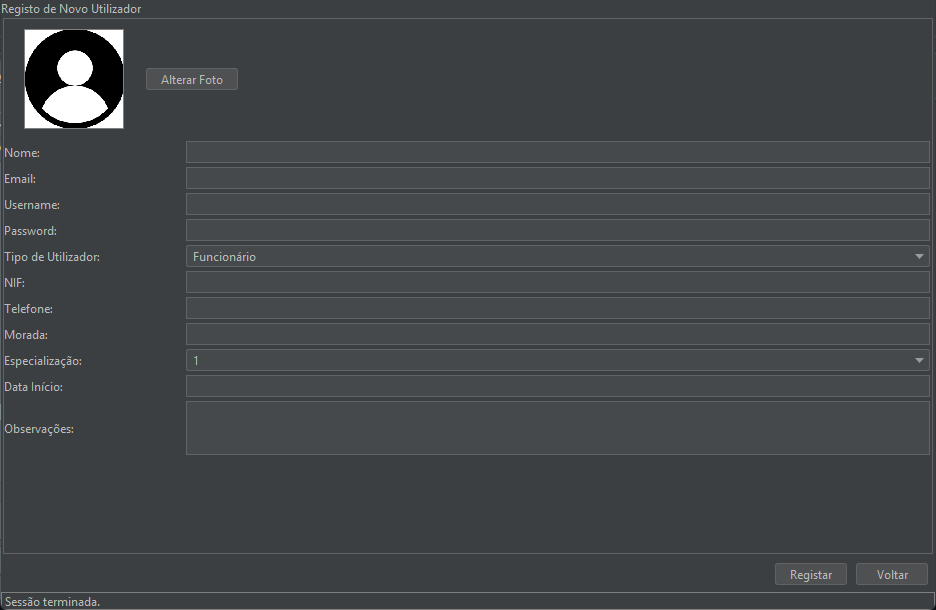 Registo de Novo Utilizador
Alterar Foto
Nome:
Email:
Username:
Password:
Tipo de Utilizador: Funcionário
NIF:
Telefone:
Morada:
Especialização: 1
Data Início:
Observações:
Registar Voltar
Sessão terminada.